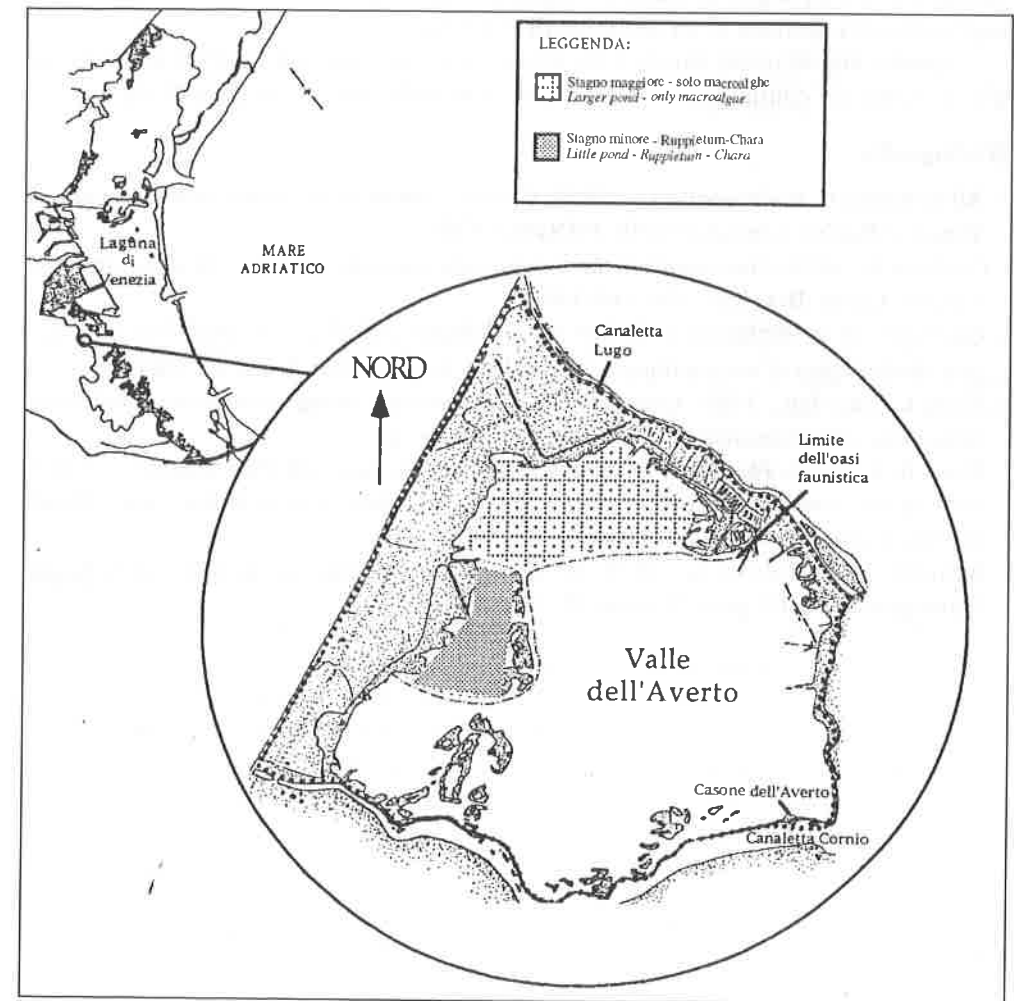 LEGGENDA:
Stagno maggiore - solo macroalghe
Larger pond - only macroalgae
Stagno minore - Ruppietum-Chara
Little pond - Ruppietum - Chara
Laguna
di
Venezia
MARE
ADRIATICO
NORD
Canaletta
Lugo
Limite
dell'oasi
faunistica
Valle
dell'Averto
Casone dell'Averto
Canaletta Cornio